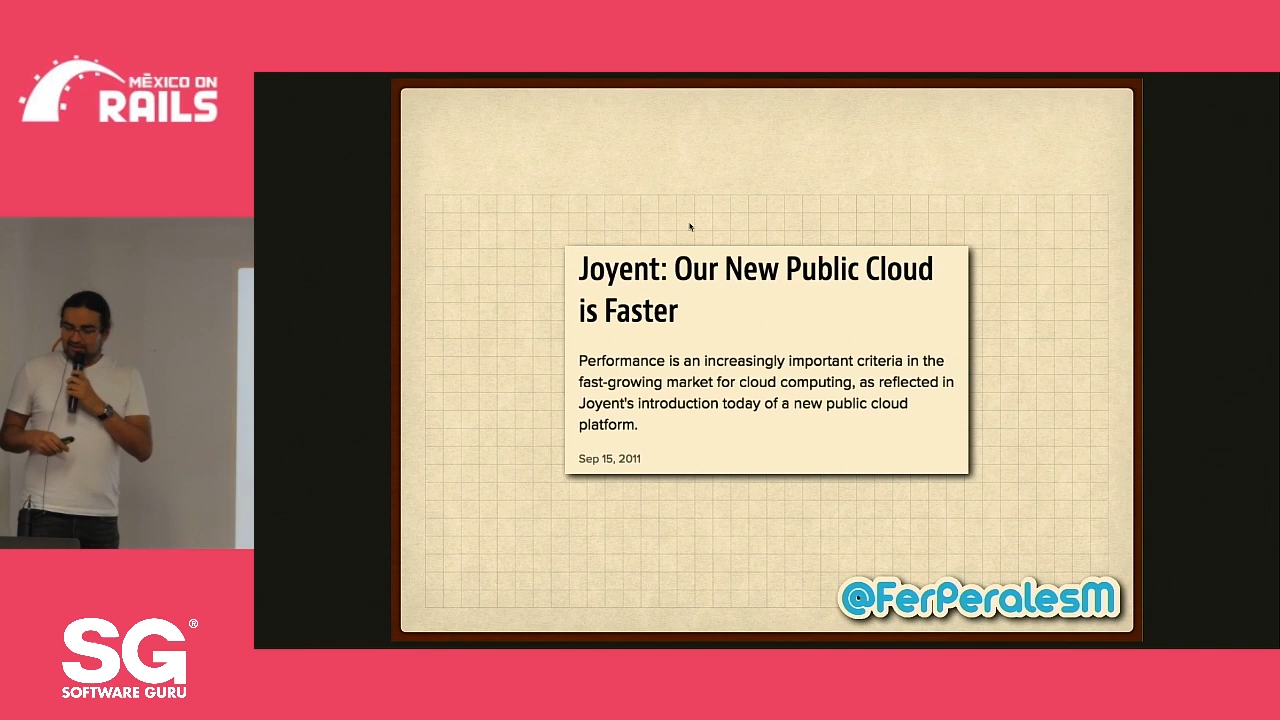 MĒXICO ON
RAILS
Joyent: Our New Public Cloud
is Faster
Performance is an increasingly important criteria in the
fast-growing market for cloud computing, as reflected in
Joyent's introduction today of a new public cloud
platform.
Sep 15, 2011
@FerPeralesM
SG®
SOFTWARE GURU